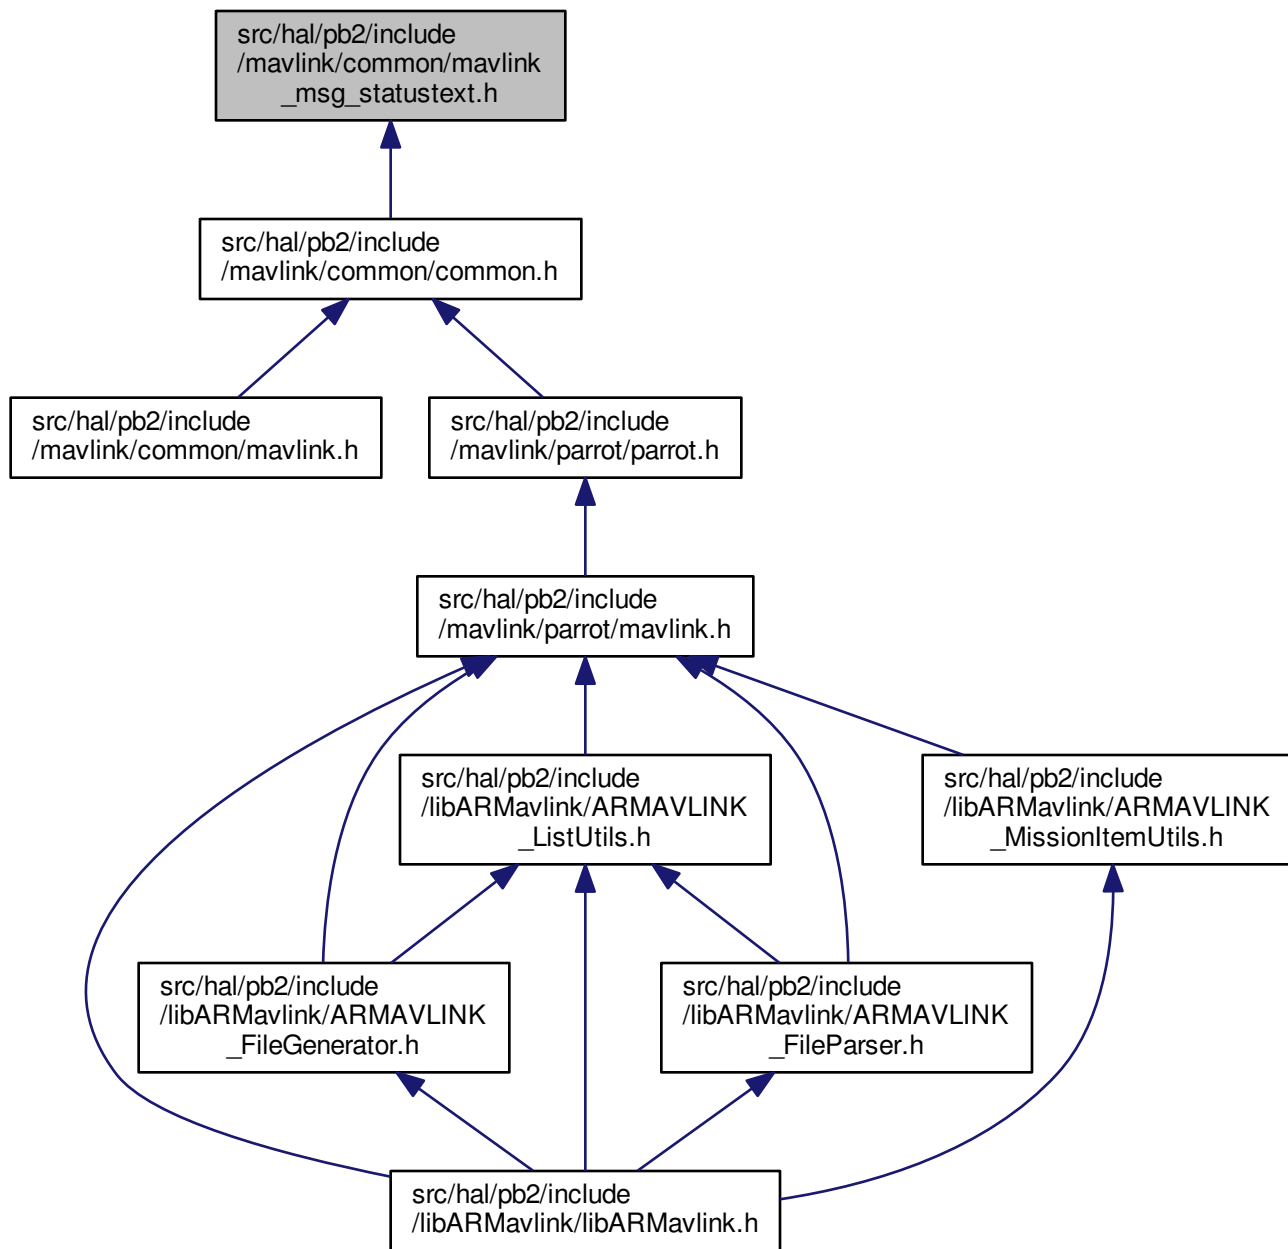 src/hal/pb2/include
/mavlink/common/mavlink
_msg_statustext.h
src/hal/pb2/include
/mavlink/common/common.h
src/hal/pb2/include
/mavlink/common/mavlink.h
src/hal/pb2/include
/mavlink/parrot/parrot.h
src/hal/pb2/include
/mavlink/parrot/mavlink.h
src/hal/pb2/include
/libARMavlink/ARMAVLINK
_ListUtils.h
src/hal/pb2/include
/libARMavlink/ARMAVLINK
_MissionItemUtils.h
src/hal/pb2/include
/libARMavlink/ARMAVLINK
_FileGenerator.h
src/hal/pb2/include
/libARMavlink/ARMAVLINK
_FileParser.h
src/hal/pb2/include
/libARMavlink/libARMavlink.h